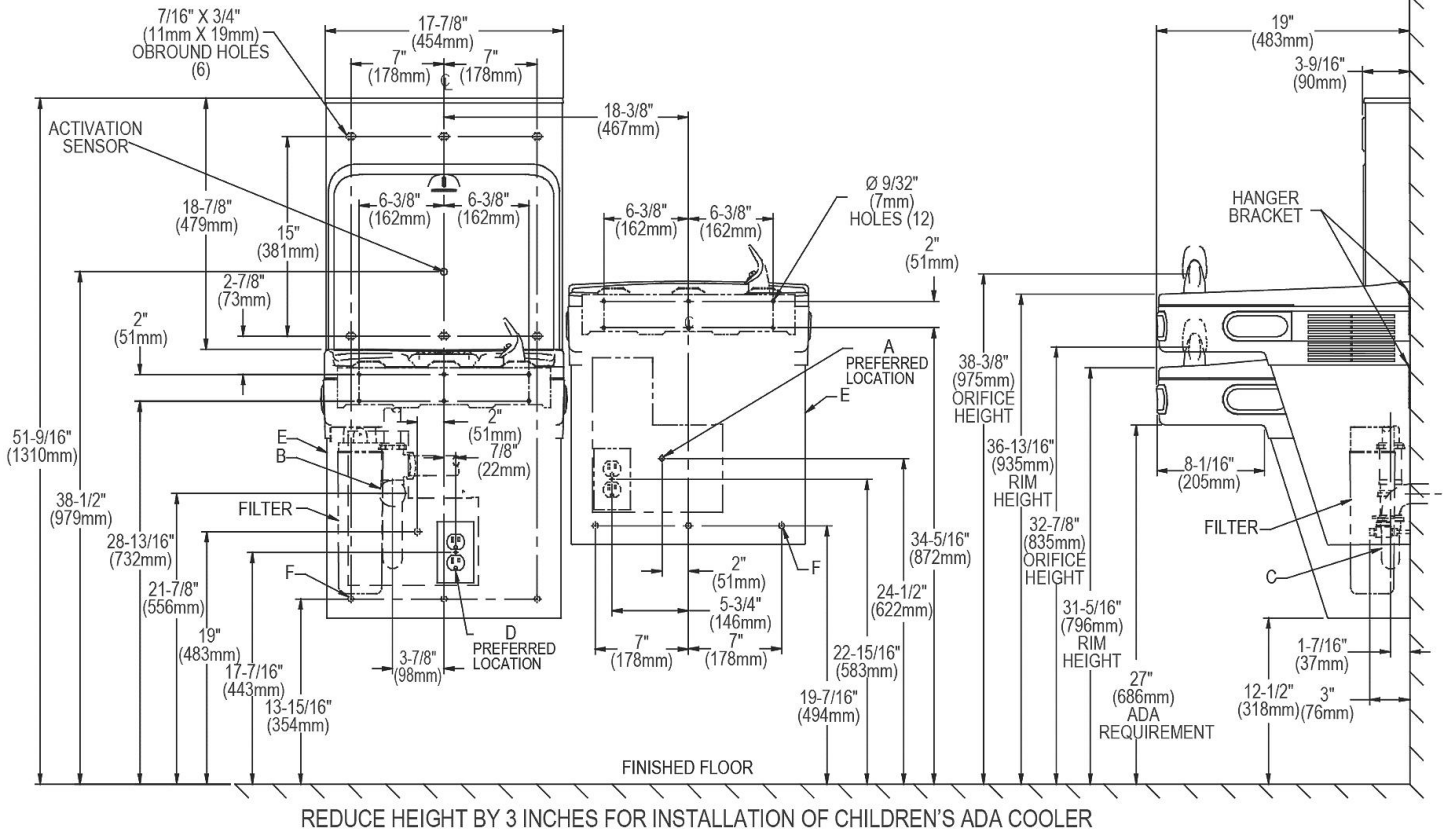 7/16" X 3/4"
(11mm X 19mm)
OBROUND HOLES
(6)
17-7/8"
(454mm)
7"
(178mm)
7"
(178mm)
19"
(483mm)
3-9/16"
(90mm)
18-3/8"
(467mm)
ACTIVATION
SENSOR
18-7/8"
(479mm)
15"
(381mm)
2-7/8"
(73mm)
2"
(51mm)
6-3/8"
(162mm)
6-3/8"
(162mm)
6-3/8"
(162mm)
6-3/8"
(162mm)
Ø 9/32"
(7mm)
HOLES (12)
2"
(51mm)
HANGER
BRACKET
A
PREFERRED
LOCATION
E
38-3/8"
(975mm)
ORIFICE
HEIGHT
36-13/16"
(935mm)
RIM
HEIGHT
32-7/8"
(835mm)
ORIFICE
HEIGHT
31-5/16"
(796mm)
RIM
HEIGHT
27"
(686mm)
ADA
REQUIREMENT
8-1/16"
(205mm)
FILTER
C
1-7/16"
(37mm)
3"
(76mm)
12-1/2"
(318mm)
51-9/16"
(1310mm)
38-1/2"
(979mm)
28-13/16"
(732mm)
21-7/8"
(556mm)
19"
(483mm)
17-7/16"
(443mm)
13-15/16"
(354mm)
E
B
FILTER
F
2"
(51mm)
7/8"
(22mm)
D
PREFERRED
LOCATION
3-7/8"
(98mm)
F
2"
(51mm)
5-3/4"
(146mm)
7"
(178mm)
7"
(178mm)
34-5/16"
(872mm)
24-1/2"
(622mm)
22-15/16"
(583mm)
19-7/16"
(494mm)
FINISHED FLOOR
REDUCE HEIGHT BY 3 INCHES FOR INSTALLATION OF CHILDREN'S ADA COOLER